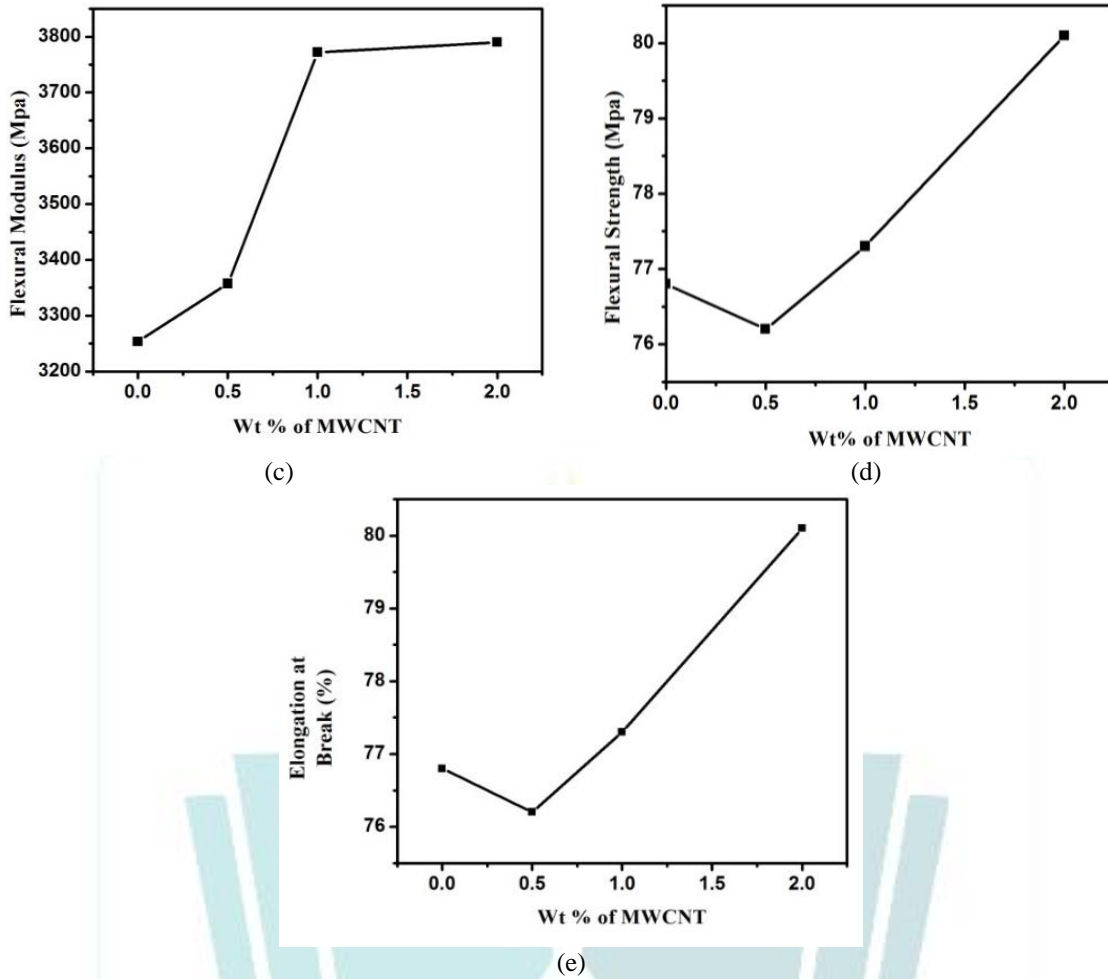 3800
3700
3600
3500
3400
3300
3200
Flexural Modulus (Mpa)
0.0 0.5 1.0 1.5 2.0
Wt % of MWCNT
(c)
80
79
78
77
76
Flexural Strength (Mpa)
0.0 0.5 1.0 1.5 2.0
Wt% of MWCNT
(d)
80
79
78
77
76
Elongation at
Break (%)
0.0 0.5 1.0 1.5 2.0
Wt % of MWCNT
(e)